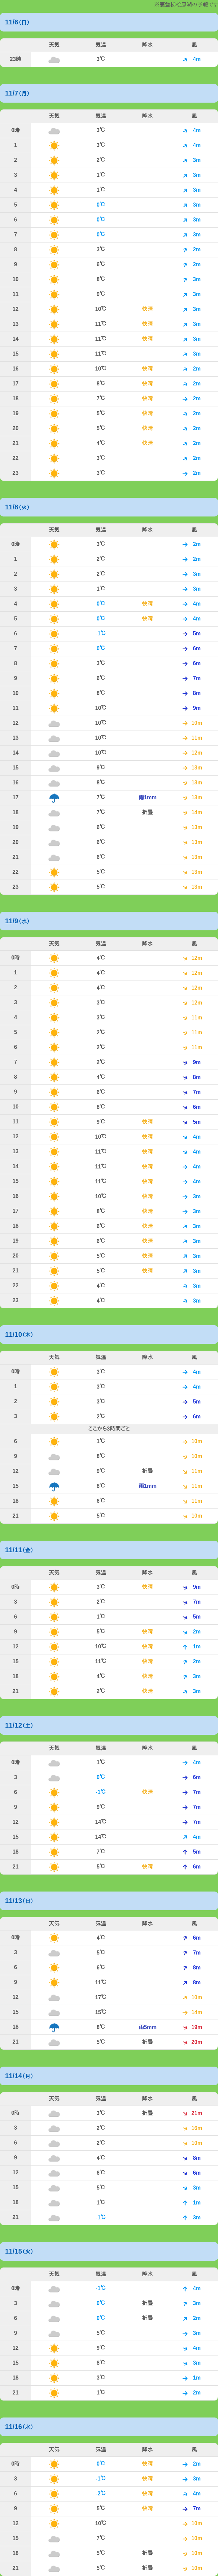 ※鷹栖峠地区周辺の予報です
11/6(日)
天気 気温 降水 風
23時 3℃ 4m
11/7(月)
天気 気温 降水 風
0時 3℃ 4m
1 3℃ 4m
2 2℃ 3m
3 1℃ 3m
4 1℃ 3m
5 0℃ 3m
6 0℃ 3m
7 0℃ 3m
8 3℃ 2m
9 6℃ 2m
10 8℃ 3m
11 9℃ 3m
12 10℃ 快晴 3m
13 11℃ 快晴 3m
14 11℃ 快晴 3m
15 11℃ 3m
16 10℃ 快晴 2m
17 8℃ 快晴 2m
18 7℃ 快晴 2m
19 5℃ 快晴 2m
20 5℃ 快晴 2m
21 4℃ 快晴 2m
22 3℃ 2m
23 3℃ 2m
11/8(火)
天気 気温 降水 風
0時 3℃ 2m
1 2℃ 2m
2 2℃ 3m
3 1℃ 3m
4 0℃ 快晴 4m
5 0℃ 快晴 4m
6 -1℃ 5m
7 0℃ 6m
8 3℃ 6m
9 6℃ 7m
10 8℃ 8m
11 10℃ 9m
12 10℃ 10m
13 10℃ 11m
14 10℃ 12m
15 9℃ 13m
16 8℃ 13m
17 7℃ 雨1mm 13m
18 7℃ 折曇 14m
19 6℃ 13m
20 6℃ 13m
21 6℃ 13m
22 5℃ 13m
23 5℃ 13m
11/9(水)
天気 気温 降水 風
0時 4℃ 12m
1 4℃ 12m
2 4℃ 12m
3 3℃ 12m
4 3℃ 11m
5 2℃ 11m
6 2℃ 11m
7 2℃ 9m
8 4℃ 8m
9 6℃ 7m
10 8℃ 6m
11 9℃ 快晴 5m
12 10℃ 快晴 4m
13 11℃ 快晴 4m
14 11℃ 快晴 4m
15 11℃ 快晴 4m
16 10℃ 快晴 3m
17 8℃ 快晴 3m
18 6℃ 快晴 3m
19 6℃ 快晴 3m
20 5℃ 快晴 3m
21 5℃ 快晴 3m
22 4℃ 3m
23 4℃ 3m
11/10(木)
天気 気温 降水 風
0時 3℃ 4m
1 3℃ 4m
2 3℃ 5m
3 2℃ 6m
ここから3時間ごと
6 1℃ 10m
9 8℃ 10m
12 9℃ 折曇 11m
15 8℃ 雨1mm 11m
18 6℃ 11m
21 5℃ 10m
11/11(金)
天気 気温 降水 風
0時 3℃ 快晴 9m
3 2℃ 7m
6 1℃ 5m
9 5℃ 快晴 2m
12 10℃ 快晴 1m
15 11℃ 快晴 2m
18 4℃ 快晴 3m
21 2℃ 快晴 3m
11/12(土)
天気 気温 降水 風
0時 1℃ 4m
3 0℃ 6m
6 -1℃ 快晴 7m
9 9℃ 7m
12 14℃ 7m
15 14℃ 4m
18 7℃ 5m
21 5℃ 快晴 6m
11/13(日)
天気 気温 降水 風
0時 4℃ 6m
3 5℃ 7m
6 6℃ 8m
9 11℃ 8m
12 17℃ 10m
15 15℃ 14m
18 8℃ 雨5mm 19m
21 5℃ 折曇 20m
11/14(月)
天気 気温 降水 風
0時 3℃ 折曇 21m
3 2℃ 16m
6 2℃ 10m
9 4℃ 8m
12 6℃ 6m
15 5℃ 3m
18 1℃ 1m
21 -1℃ 3m
11/15(火)
天気 気温 降水 風
0時 -1℃ 4m
3 0℃ 折曇 3m
6 0℃ 折曇 2m
9 5℃ 3m
12 9℃ 4m
15 8℃ 3m
18 3℃ 1m
21 1℃ 2m
11/16(水)
天気 気温 降水 風
0時 0℃ 快晴 2m
3 -1℃ 快晴 3m
6 -2℃ 快晴 4m
9 5℃ 快晴 7m
12 10℃ 10m
15 7℃ 10m
18 5℃ 折曇 10m
21 5℃ 折曇 10m